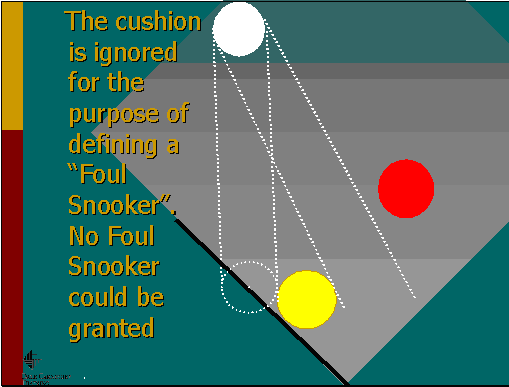 The cushion
is ignored
for the
purpose of
defining a
“Foul
Snooker”.
No Foul
Snooker
could be
granted